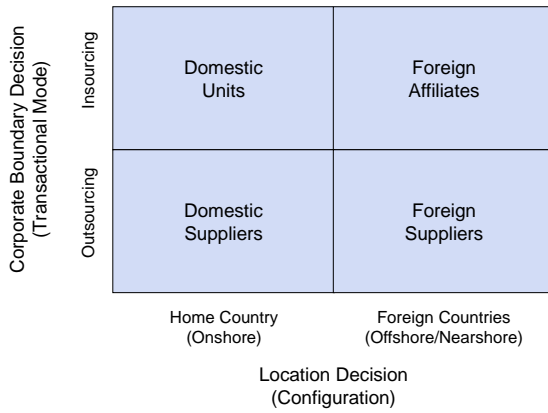 Corporate Boundary Decision
(Transactional Mode)
Insourcing
Outsourcing
Domestic
Units
Foreign
Affiliates
Domestic
Suppliers
Foreign
Suppliers
Home Country
(Onshore)
Foreign Countries
(Offshore/Nearshore)
Location Decision
(Configuration)